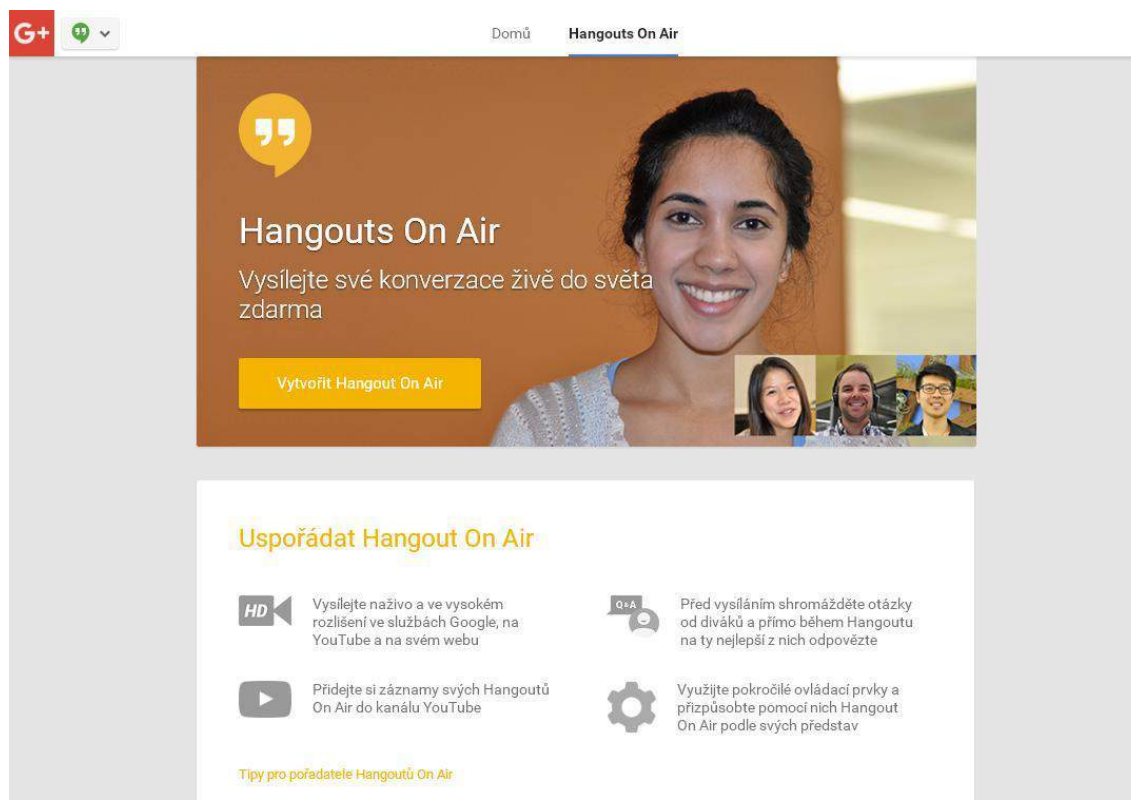 G+
Domů
Hangouts On Air
Hangouts On Air
Vysílejte své konverzace živě do světa
zdarma
Vytvořit Hangout On Air
Uspořádat Hangout On Air
HD
Vysílejte naživo a ve vysokém
rozlišení ve službách Google, na
YouTube a na svém webu
Q+A
Před vysíláním shromážděte otázky
od diváků a přímo během Hangoutu
na ty nejlepší z nich odpovězte
Přidejte si záznamy svých Hangoutů
On Air do kanálu YouTube
Využijte pokročilé ovládací prvky a
přizpůsobte pomocí nich Hangout
On Air podle svých představ
Tipy pro pořadatele Hangoutů On Air